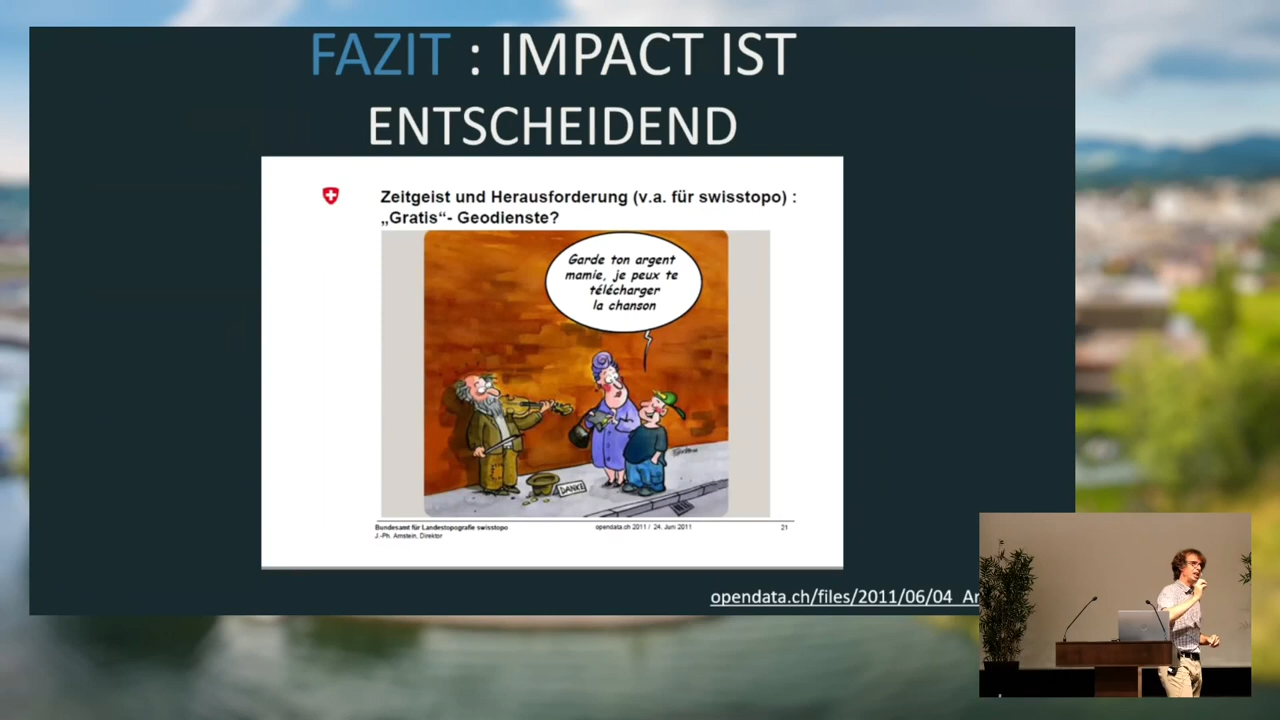 FAZIT : IMPACT IST
ENTSCHEIDEND
Zeitgeist und Herausforderung (v.a. für swisstopo) :
„Gratis“- Geodienste?
Garde ton argent
mamie, je peux te
télécharger
la chanson
DANKE
Bundesamt für Landestopografie swisstopo
J.-Ph. Amstein, Direktor
opendata.ch 2011 / 24. Juni 2011
21
opendata.ch/files/2011/06/04_A